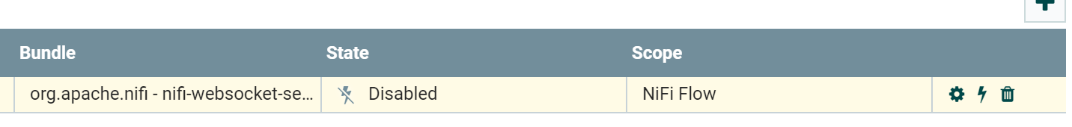 Bundle State Scope
org.apache.nifi - nifi-websocket-se... Disabled NiFi Flow